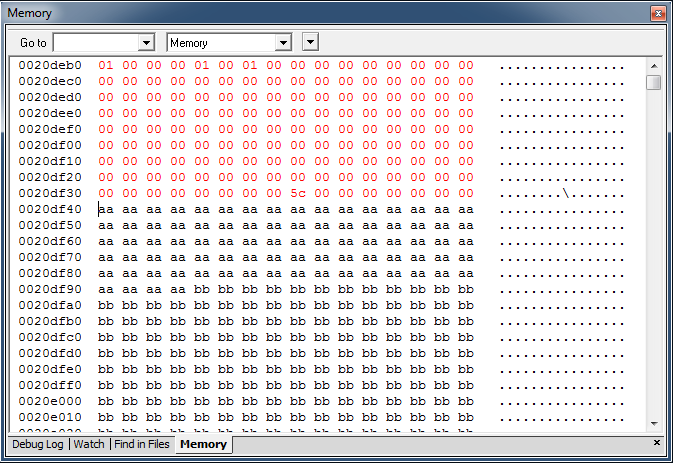 Memory
Go to Memory
0020deb0 01 00 00 00 01 00 01 00 00 00 00 00 00 00 00 00 ................
0020dec0 00 00 00 00 00 00 00 00 00 00 00 00 00 00 00 00 ................
0020ded0 00 00 00 00 00 00 00 00 00 00 00 00 00 00 00 00 ................
0020dee0 00 00 00 00 00 00 00 00 00 00 00 00 00 00 00 00 ................
0020def0 00 00 00 00 00 00 00 00 00 00 00 00 00 00 00 00 ................
0020df00 00 00 00 00 00 00 00 00 00 00 00 00 00 00 00 00 ................
0020df10 00 00 00 00 00 00 00 00 00 00 00 00 00 00 00 00 ................
0020df20 00 00 00 00 00 00 00 00 00 00 00 00 00 00 00 00 ................
0020df30 00 00 00 00 00 00 00 00 5c 00 00 00 00 00 00 00 ........\.......
0020df40 aa aa aa aa aa aa aa aa aa aa aa aa aa aa aa aa ................
0020df50 aa aa aa aa aa aa aa aa aa aa aa aa aa aa aa aa ................
0020df60 aa aa aa aa aa aa aa aa aa aa aa aa aa aa aa aa ................
0020df70 aa aa aa aa aa aa aa aa aa aa aa aa aa aa aa aa ................
0020df80 aa aa aa aa aa aa aa aa aa aa aa aa aa aa aa aa ................
0020df90 aa aa aa aa bb bb bb bb bb bb bb bb bb bb bb bb ................
0020dfa0 bb bb bb bb bb bb bb bb bb bb bb bb bb bb bb bb ................
0020dfb0 bb bb bb bb bb bb bb bb bb bb bb bb bb bb bb bb ................
0020dfc0 bb bb bb bb bb bb bb bb bb bb bb bb bb bb bb bb ................
0020dfd0 bb bb bb bb bb bb bb bb bb bb bb bb bb bb bb bb ................
0020dfe0 bb bb bb bb bb bb bb bb bb bb bb bb bb bb bb bb ................
0020dff0 bb bb bb bb bb bb bb bb bb bb bb bb bb bb bb bb ................
0020e000 bb bb bb bb bb bb bb bb bb bb bb bb bb bb bb bb ................
0020e010 bb bb bb bb bb bb bb bb bb bb bb bb bb bb bb bb ................
Debug Log | Watch | Find in Files | Memory